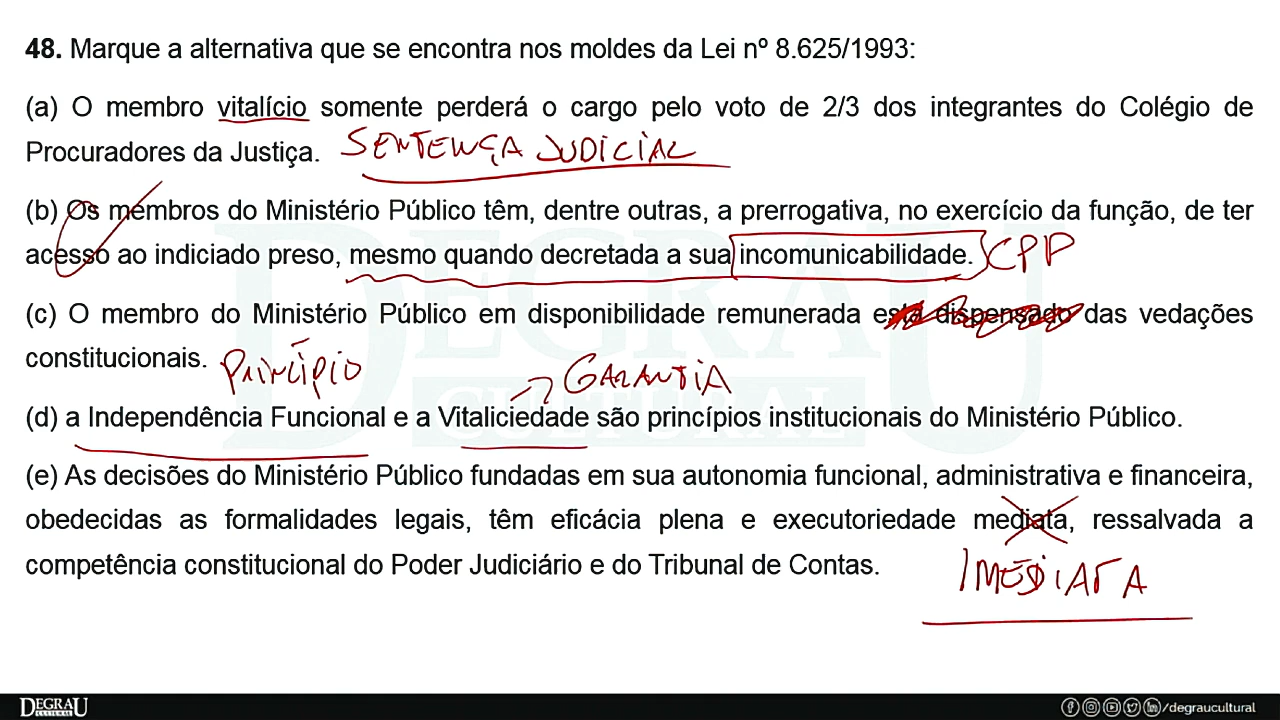 48. Marque a alternativa que se encontra nos moldes da Lei nº 8.625/1993:
(a) O membro vitalício somente perderá o cargo pelo voto de 2/3 dos integrantes do Colégio de
Procuradores da Justiça. SENTENÇA JUDICIAL
(b) Os membros do Ministério Público têm, dentre outras, a prerrogativa, no exercício da função, de ter
acesso ao indiciado preso, mesmo quando decretada a sua incomunicabilidade. CPP
(c) O membro do Ministério Público em disponibilidade remunerada está dispensado das vedações
constitucionais. PRINCÍPIO GARANTIA
(d) a Independência Funcional e a Vitaliciedade são princípios institucionais do Ministério Público.
(e) As decisões do Ministério Público fundadas em sua autonomia funcional, administrativa e financeira,
obedecidas as formalidades legais, têm eficácia plena e executoriedade mediata, ressalvada a
competência constitucional do Poder Judiciário e do Tribunal de Contas. IMEDIATA
DEGRAU CULTURAL
DEGRAU CULTURAL /degraucultural